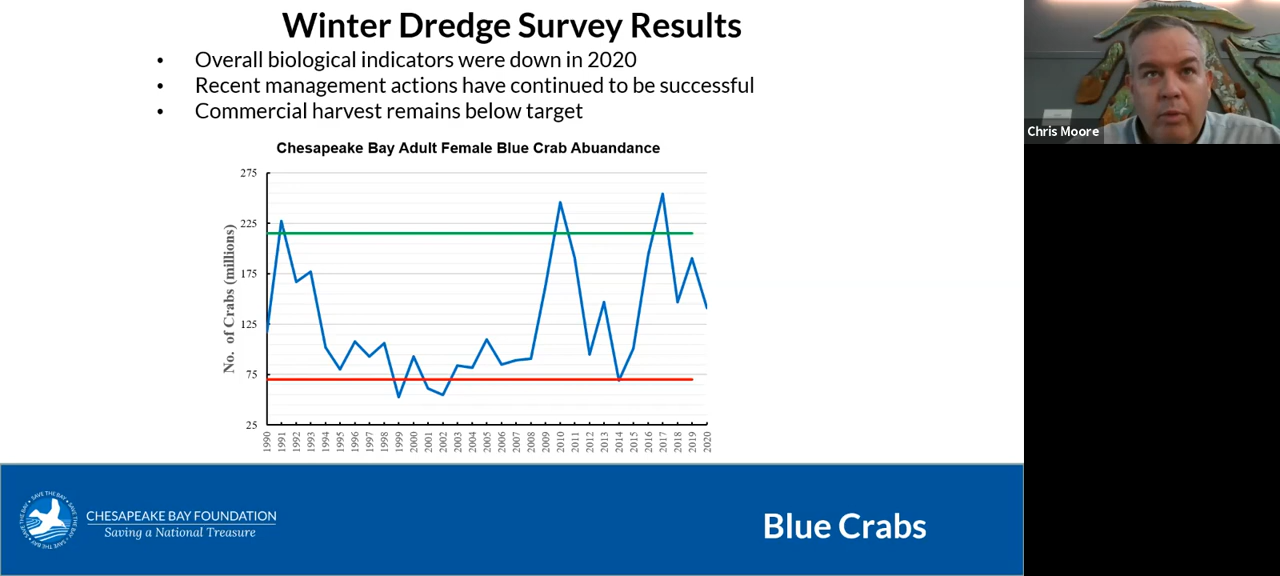 Winter Dredge Survey Results
• Overall biological indicators were down in 2020
• Recent management actions have continued to be successful
• Commercial harvest remains below target
Chesapeake Bay Adult Female Blue Crab Abuandance
No. of Crabs (millions)
275
225
175
125
75
25
1990 1991 1992 1993 1994 1995 1996 1997 1998 1999 2000 2001 2002 2003 2004 2005 2006 2007 2008 2009 2010 2011 2012 2013 2014 2015 2016 2017 2018 2019 2020
SAVE THE BAY
CHESAPEAKE BAY FOUNDATION
Saving a National Treasure
Blue Crabs
Chris Moore